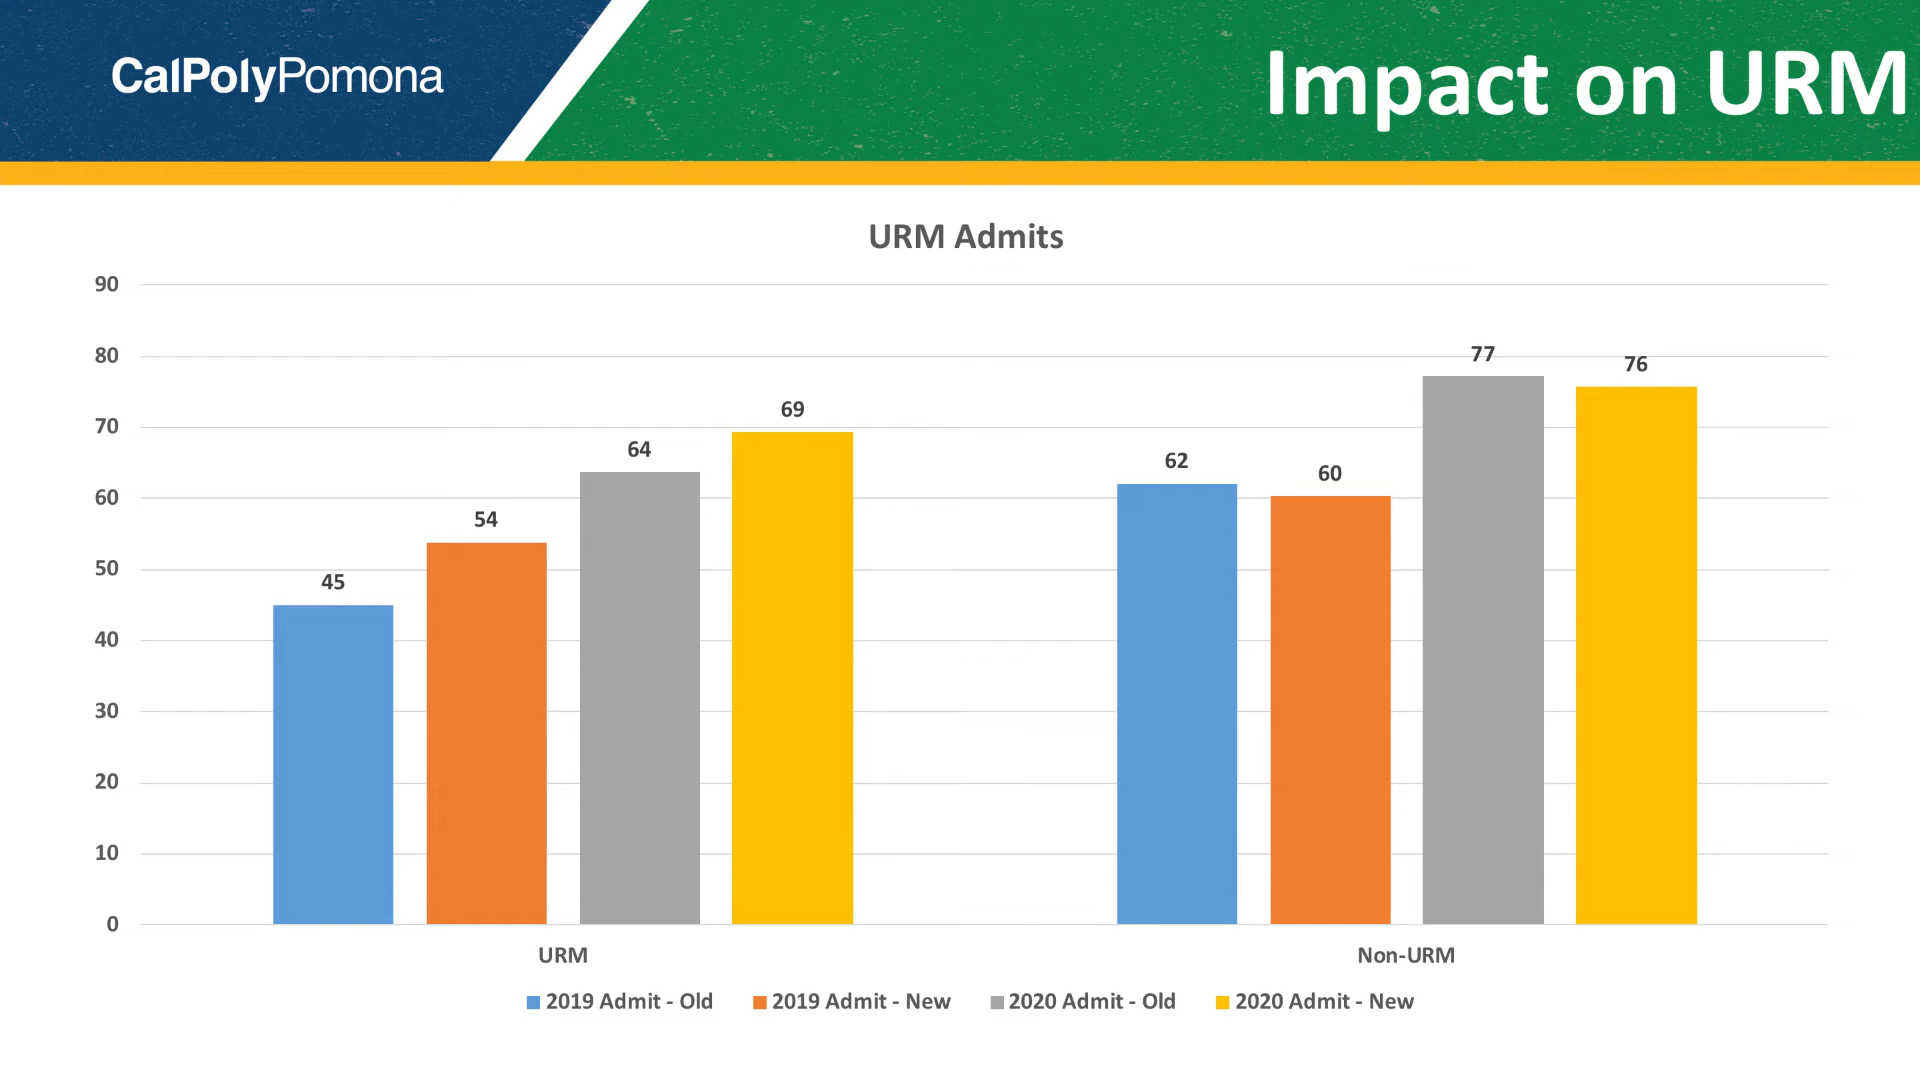 CalPolyPomona
Impact on URM
URM Admits
90
80
70
60
50
40
30
20
10
0
45
54
64
69
62
60
77
76
URM
Non-URM
2019 Admit - Old
2019 Admit - New
2020 Admit - Old
2020 Admit - New